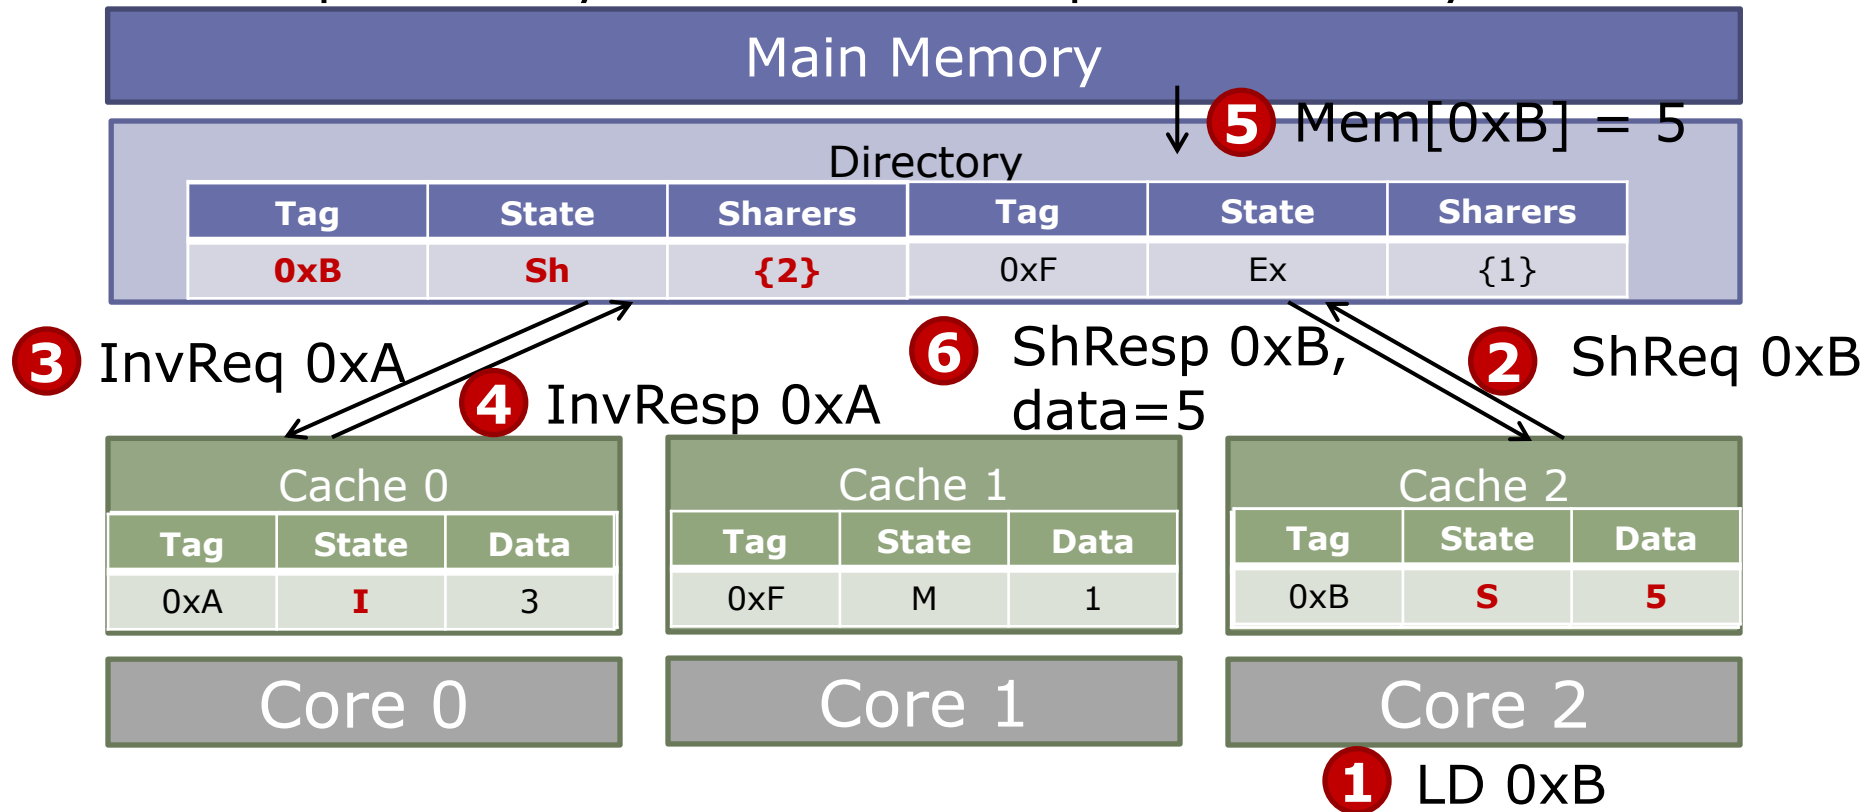 Main Memory
5 Mem[0xB] = 5
Directory
Tag State Sharers Tag State Sharers
0xB Sh {2} 0xF Ex {1}
3 InvReq 0xA
4 InvResp 0xA
6 ShResp 0xB,
data=5
2 ShReq 0xB
Cache 0
Tag State Data
0xA I 3
Cache 1
Tag State Data
0xF M 1
Cache 2
Tag State Data
0xB S 5
Core 0
Core 1
Core 2
1 LD 0xB